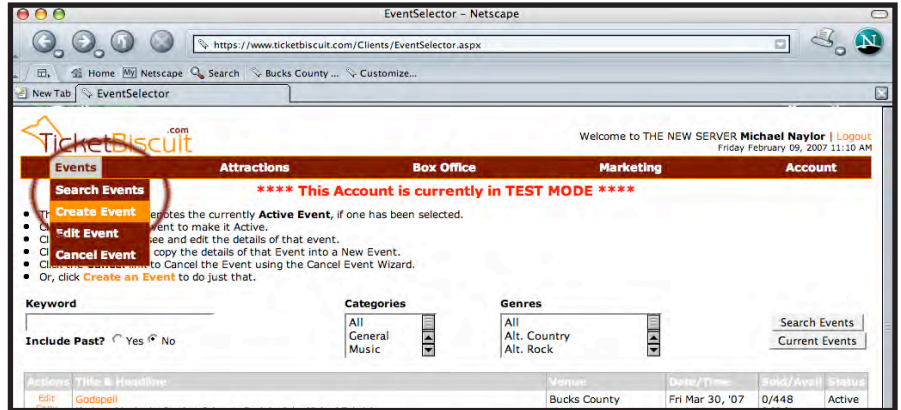 EventSelector - Netscape
https://www.ticketbiscuit.com/Clients/EventSelector.aspx
N
Home My Netscape Search Bucks County ... Customize...
New Tab EventSelector
TicketBiscuit.com
Welcome to THE NEW SERVER Michael Naylor | Logout
Friday February 09, 2007 11:10 AM
Events Attractions Box Office Marketing Account
Search Events
Create Event
Edit Event
Cancel Event
**** This Account is currently in TEST MODE ****
enotes the currently Active Event, if one has been selected.
ent to make it Active.
see and edit the details of that event.
copy the details of that Event into a New Event.
to Cancel the Event using the Cancel Event Wizard.
Or, click Create an Event to do just that.
Keyword Categories Genres
All All
General Alt. Country
Music Alt. Rock
Include Past? Yes No
Search Events
Current Events
Actions Title & Headline Venue Date/Time Sold/Avail Status
Edit Godspell Bucks County Fri Mar 30, '07 0/448 Active